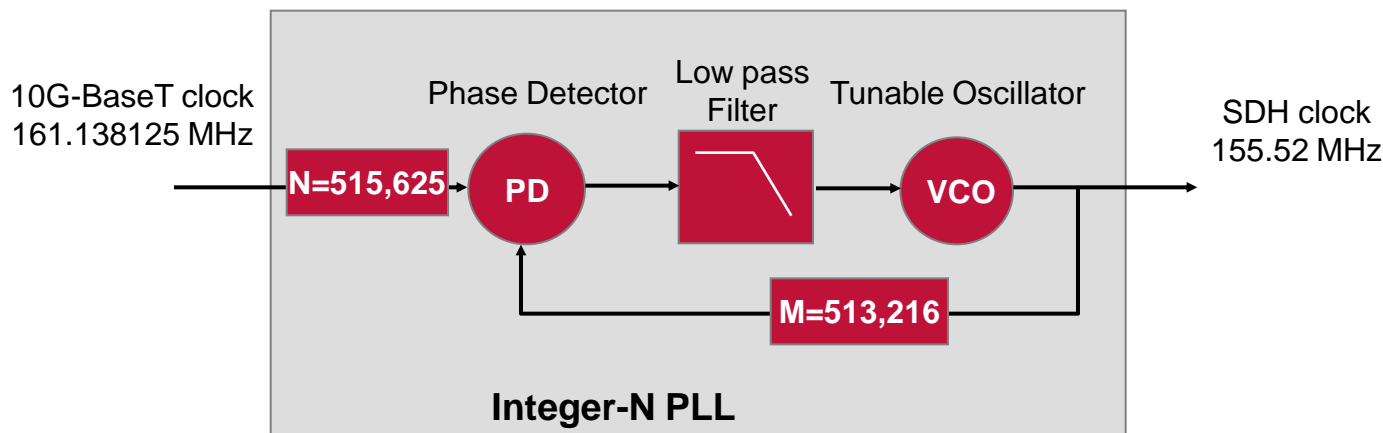 10G-BaseT clock
161.138125 MHz
Phase Detector
Low pass
Filter
Tunable Oscillator
SDH clock
155.52 MHz
N=515,625
PD
VCO
M=513,216
Integer-N PLL